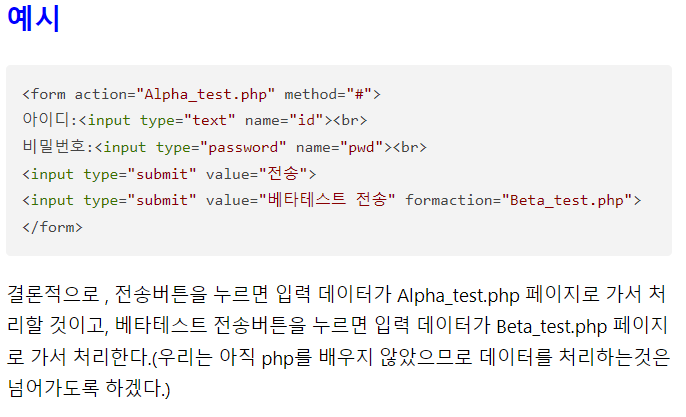 예시
<form action="Alpha_test.php" method="#">
아이디:<input type="text" name="id"><br>
비밀번호:<input type="password" name="pwd"><br>
<input type="submit" value="전송">
<input type="submit" value="베타테스트 전송" formaction="Beta_test.php">
</form>
결론적으로 , 전송버튼을 누르면 입력 데이터가 Alpha_test.php 페이지로 가서 처
리할 것이고, 베타테스트 전송버튼을 누르면 입력 데이터가 Beta_test.php 페이지
로 가서 처리한다.(우리는 아직 php를 배우지 않았으므로 데이터를 처리하는것은
넘어가도록 하겠다.)